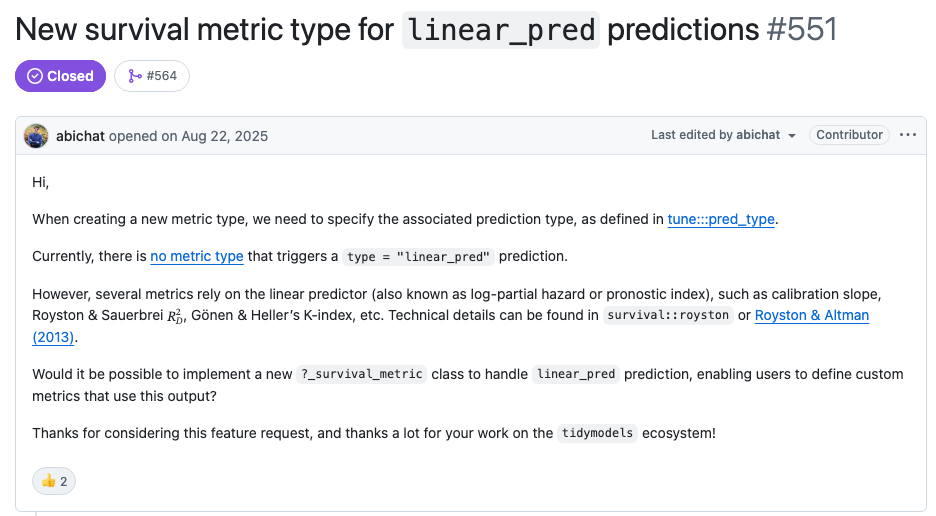 New survival metric type for linear_pred predictions #551
Closed #564
abichat opened on Aug 22, 2025 Last edited by abichat Contributor ...
Hi,
When creating a new metric type, we need to specify the associated prediction type, as defined in tune:::pred_type.
Currently, there is no metric type that triggers a type = "linear_pred" prediction.
However, several metrics rely on the linear predictor (also known as log-partial hazard or pronostic index), such as calibration slope,
Royston & Sauerbrei R²_D, Gönen & Heller's K-index, etc. Technical details can be found in survival::royston or Royston & Altman
(2013).
Would it be possible to implement a new ?_survival_metric class to handle linear_pred prediction, enabling users to define custom
metrics that use this output?
Thanks for considering this feature request, and thanks a lot for your work on the tidymodels ecosystem!
👍 2